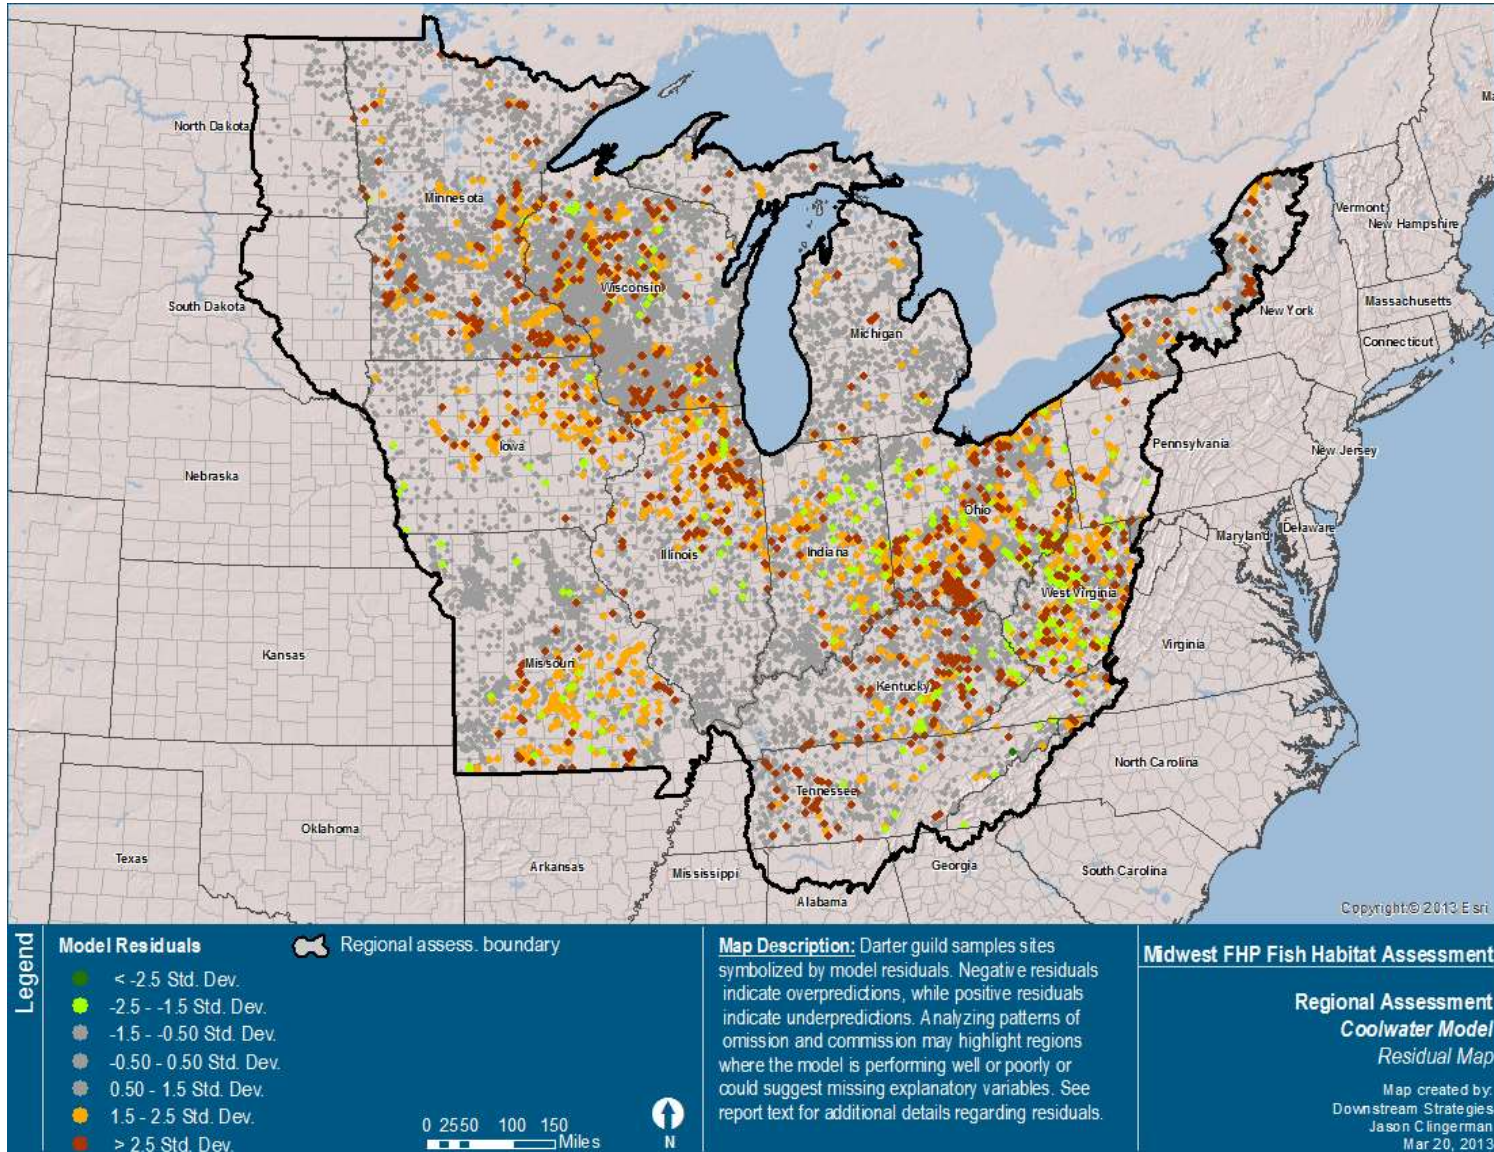 Ma
North Dakota
Minnesota
Vermont
New Hampshire
South Dakota
Wisconsin
Massachusetts
New York
Michigan
Connecticut
Iowa
Pennsylvania
New Jersey
Nebraska
Ohio
Maryland
Delaware
Illinois
Indiana
West Virginia
Virginia
Kansas
Missouri
Kentucky
North Carolina
Tennessee
Oklahoma
Texas
Arkansas
Mississippi
Georgia
South Carolina
Alabama
Copyright:© 2013 Esri
Legend
Model Residuals
< -2.5 Std. Dev.
-2.5 - -1.5 Std. Dev.
-1.5 - -0.50 Std. Dev.
-0.50 - 0.50 Std. Dev.
0.50 - 1.5 Std. Dev.
1.5 - 2.5 Std. Dev.
> 2.5 Std. Dev.
Regional assess. boundary
0 25 50 100 150
Miles
N
Map Description: Darter guild samples sites
symbolized by model residuals. Negative residuals
indicate overpredictions, while positive residuals
indicate underpredictions. Analyzing patterns of
omission and commission may highlight regions
where the model is performing well or poorly or
could suggest missing explanatory variables. See
report text for additional details regarding residuals.
Midwest FHP Fish Habitat Assessment
Regional Assessment
Coolwater Model
Residual Map
Map created by:
Downstream Strategies
Jason Clingerman
Mar 20, 2013